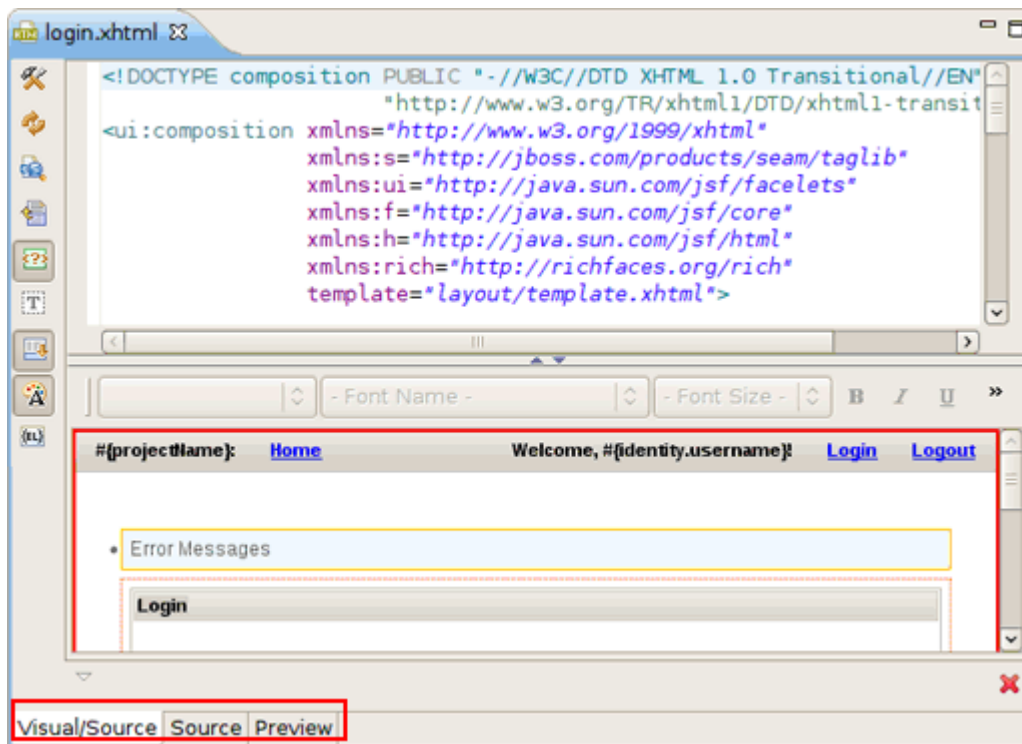 login.xhtml
<!DOCTYPE composition PUBLIC "-//W3C//DTD XHTML 1.0 Transitional//EN"
"http://www.w3.org/TR/xhtml1/DTD/xhtml1-transit
<ui:composition xmlns="http://www.w3.org/1999/xhtml"
xmlns:s="http://jboss.com/products/seam/taglib"
xmlns:ui="http://java.sun.com/jsf/facelets"
xmlns:f="http://java.sun.com/jsf/core"
xmlns:h="http://java.sun.com/jsf/html"
xmlns:rich="http://richfaces.org/rich"
template="layout/template.xhtml">
- Font Name - - Font Size - B I U »
#{projectName}: Home Welcome, #{identity.username}! Login Logout
Error Messages
Login
Visual/Source Source Preview